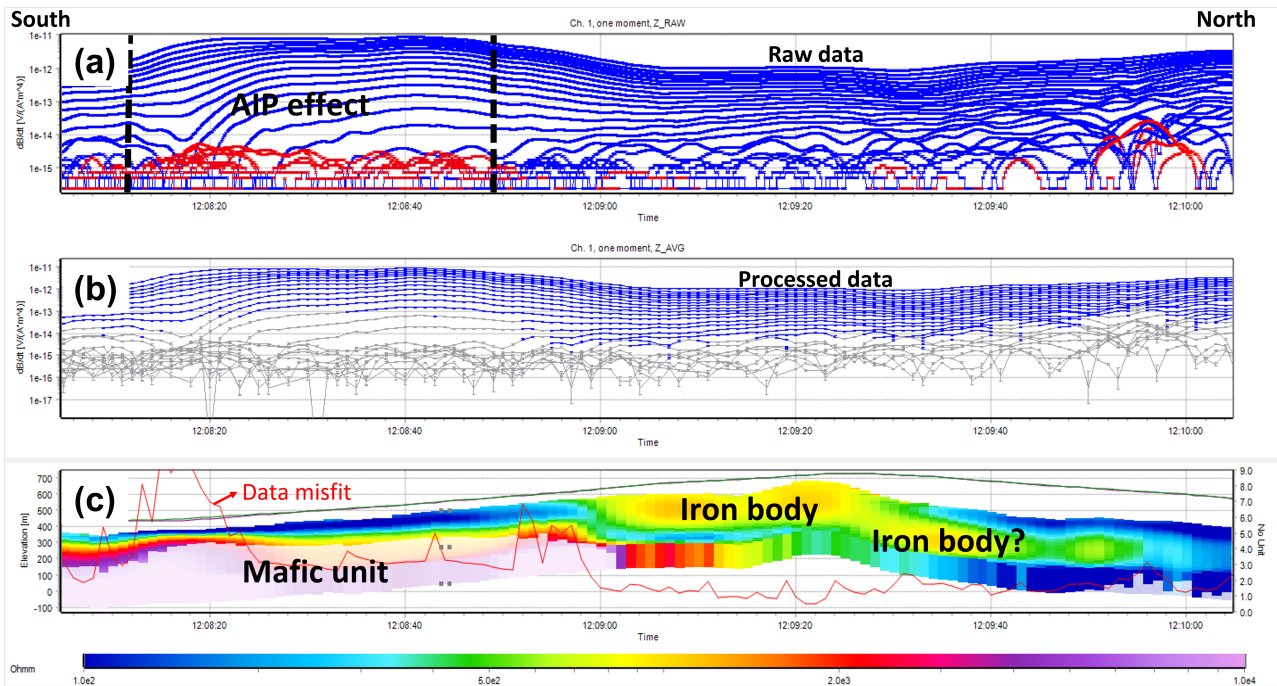 South
North
Ch. 1, one moment, Z_RAW
(a)
Raw data
AIP effect
dB/dt [V/(A*m^4)]
1e-11
1e-12
1e-13
1e-14
1e-15
12:08:20
12:08:40
12:09:00
12:09:20
12:09:40
12:10:00
Time
Ch. 1, one moment, Z_AVG
(b)
Processed data
dB/dt [V/(A*m^4)]
1e-11
1e-12
1e-13
1e-14
1e-15
1e-16
1e-17
12:08:20
12:08:40
12:09:00
12:09:20
12:09:40
12:10:00
Time
(c)
Data misfit
Iron body
Iron body?
Mafic unit
Elevation [m]
700
600
500
400
300
200
100
0
-100
9.0
8.0
7.0
6.0
5.0
4.0
3.0
2.0
1.0
0.0
No Unit
12:08:20
12:08:40
12:09:00
12:09:20
12:09:40
12:10:00
Time
Ohmm
1.0e2
5.0e2
2.0e3
1.0e4